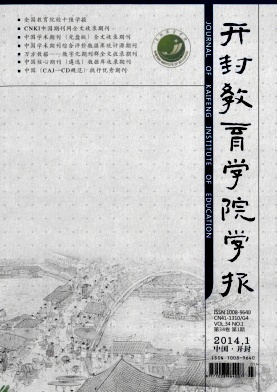 全国教育院校十强学报
CNKI中国期刊网全文收录期刊
中国学术期刊（光盘版）全文收录期刊
中国学术期刊综合评价数据库统计源期刊
万方数据——数字化期刊群全文收录期刊
中国核心期刊（遴选）数据库收录期刊
中国《CAJ—CD规范》执行优秀期刊
开封教育学院学报
JOURNAL OF KAIFENG INSTITUTE OF EDUCATION
ISSN 1008-9640
CN41-1310/G4
VOL.34 NO.1
第34卷 第1期
2014.1
中国·开封
ISSN-1008-9640